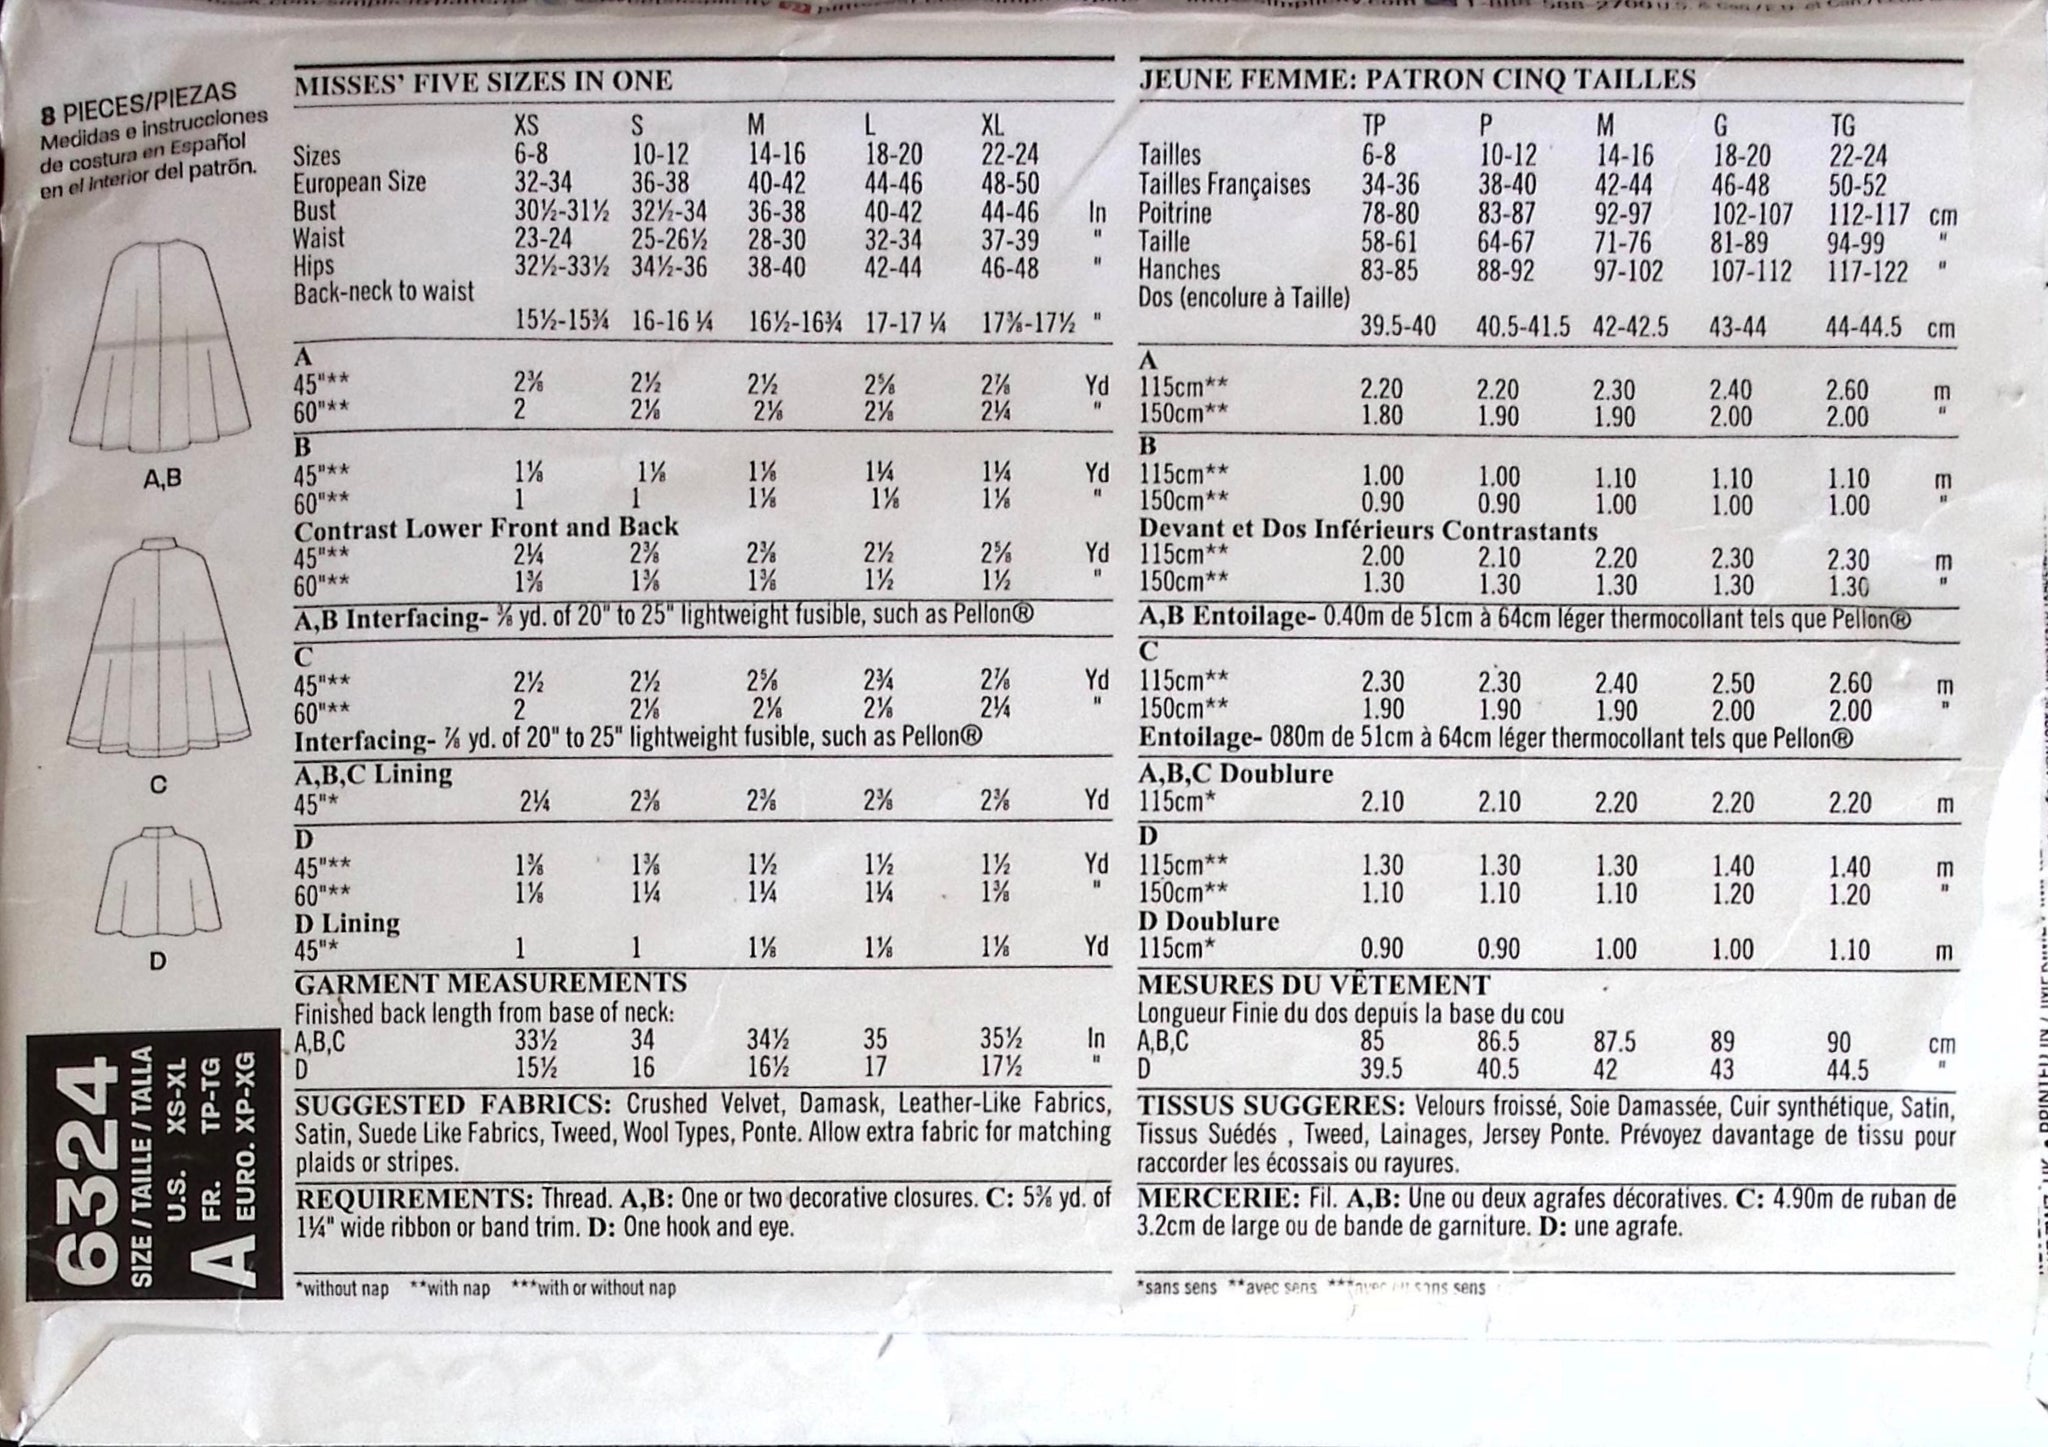 8 PIECES/PIEZAS
Medidas e instrucciones
de costura en Español
en el interior del patrõn.
A,B
C
D
6324
SIZE / TAILLE / TALLA
U.S. XS-XL
FR. TP-TG
A EURO. XP-XG
MISSES' FIVE SIZES IN ONE
XS S M L XL
Sizes 6-8 10-12 14-16 18-20 22-24
European Size 32-34 36-38 40-42 44-46 48-50
Bust 30½-31½ 32½-34 36-38 40-42 44-46 In
Waist 23-24 25-26½ 28-30 32-34 37-39 "
Hips 32½-33½ 34½-36 38-40 42-44 46-48 "
Back-neck to waist
15½-15¾ 16-16 ¼ 16½-16¾ 17-17 ¼ 17⅜-17½ "
A
45"** 2⅜ 2½ 2½ 2⅝ 2⅞ Yd
60"** 2 2⅛ 2⅛ 2⅛ 2¼ "
B
45"** 1⅛ 1⅛ 1⅛ 1¼ 1¼ Yd
60"** 1 1 1⅛ 1⅛ 1⅛ "
Contrast Lower Front and Back
45"** 2¼ 2⅜ 2⅜ 2½ 2⅝ Yd
60"** 1⅜ 1⅜ 1⅜ 1½ 1½ "
A,B Interfacing- ⅜ yd. of 20" to 25" lightweight fusible, such as Pellon®
C
45"** 2½ 2½ 2⅝ 2¾ 2⅞ Yd
60"** 2 2⅛ 2⅛ 2⅛ 2¼ "
Interfacing- ⅞ yd. of 20" to 25" lightweight fusible, such as Pellon®
A,B,C Lining
45"* 2¼ 2⅜ 2⅜ 2⅜ 2⅜ Yd
D
45"** 1⅜ 1⅜ 1½ 1½ 1½ Yd
60"** 1⅛ 1¼ 1¼ 1¼ 1⅜ "
D Lining
45"* 1 1 1⅛ 1⅛ 1⅛ Yd
GARMENT MEASUREMENTS
Finished back length from base of neck:
A,B,C 33½ 34 34½ 35 35½ In
D 15½ 16 16½ 17 17½ "
SUGGESTED FABRICS: Crushed Velvet, Damask, Leather-Like Fabrics,
Satin, Suede Like Fabrics, Tweed, Wool Types, Ponte. Allow extra fabric for matching
plaids or stripes.
REQUIREMENTS: Thread. A,B: One or two decorative closures. C: 5⅜ yd. of
1¼" wide ribbon or band trim. D: One hook and eye.
*without nap **with nap ***with or without nap
JEUNE FEMME: PATRON CINQ TAILLES
TP P M G TG
Tailles 6-8 10-12 14-16 18-20 22-24
Tailles Françaises 34-36 38-40 42-44 46-48 50-52
Poitrine 78-80 83-87 92-97 102-107 112-117 cm
Taille 58-61 64-67 71-76 81-89 94-99 "
Hanches 83-85 88-92 97-102 107-112 117-122 "
Dos (encolure à Taille)
39.5-40 40.5-41.5 42-42.5 43-44 44-44.5 cm
A
115cm** 2.20 2.20 2.30 2.40 2.60 m
150cm** 1.80 1.90 1.90 2.00 2.00 "
B
115cm** 1.00 1.00 1.10 1.10 1.10 m
150cm** 0.90 0.90 1.00 1.00 1.00 "
Devant et Dos Inférieurs Contrastants
115cm** 2.00 2.10 2.20 2.30 2.30 m
150cm** 1.30 1.30 1.30 1.30 1.30 "
A,B Entoilage- 0.40m de 51cm à 64cm léger thermocollant tels que Pellon®
C
115cm** 2.30 2.30 2.40 2.50 2.60 m
150cm** 1.90 1.90 1.90 2.00 2.00 "
Entoilage- 080m de 51cm à 64cm léger thermocollant tels que Pellon®
A,B,C Doublure
115cm* 2.10 2.10 2.20 2.20 2.20 m
D
115cm** 1.30 1.30 1.30 1.40 1.40 m
150cm** 1.10 1.10 1.10 1.20 1.20 "
D Doublure
115cm* 0.90 0.90 1.00 1.00 1.10 m
MESURES DU VÊTEMENT
Longueur Finie du dos depuis la base du cou
A,B,C 85 86.5 87.5 89 90 cm
D 39.5 40.5 42 43 44.5 "
TISSUS SUGGERES: Velours froissé, Soie Damassée, Cuir synthétique, Satin,
Tissus Suédés , Tweed, Lainages, Jersey Ponte. Prévoyez davantage de tissu pour
raccorder les écossais ou rayures.
MERCERIE: Fil. A,B: Une ou deux agrafes décoratives. C: 4.90m de ruban de
3.2cm de large ou de bande de garniture. D: une agrafe.
*sans sens **avec sens ***avec ou sans sens